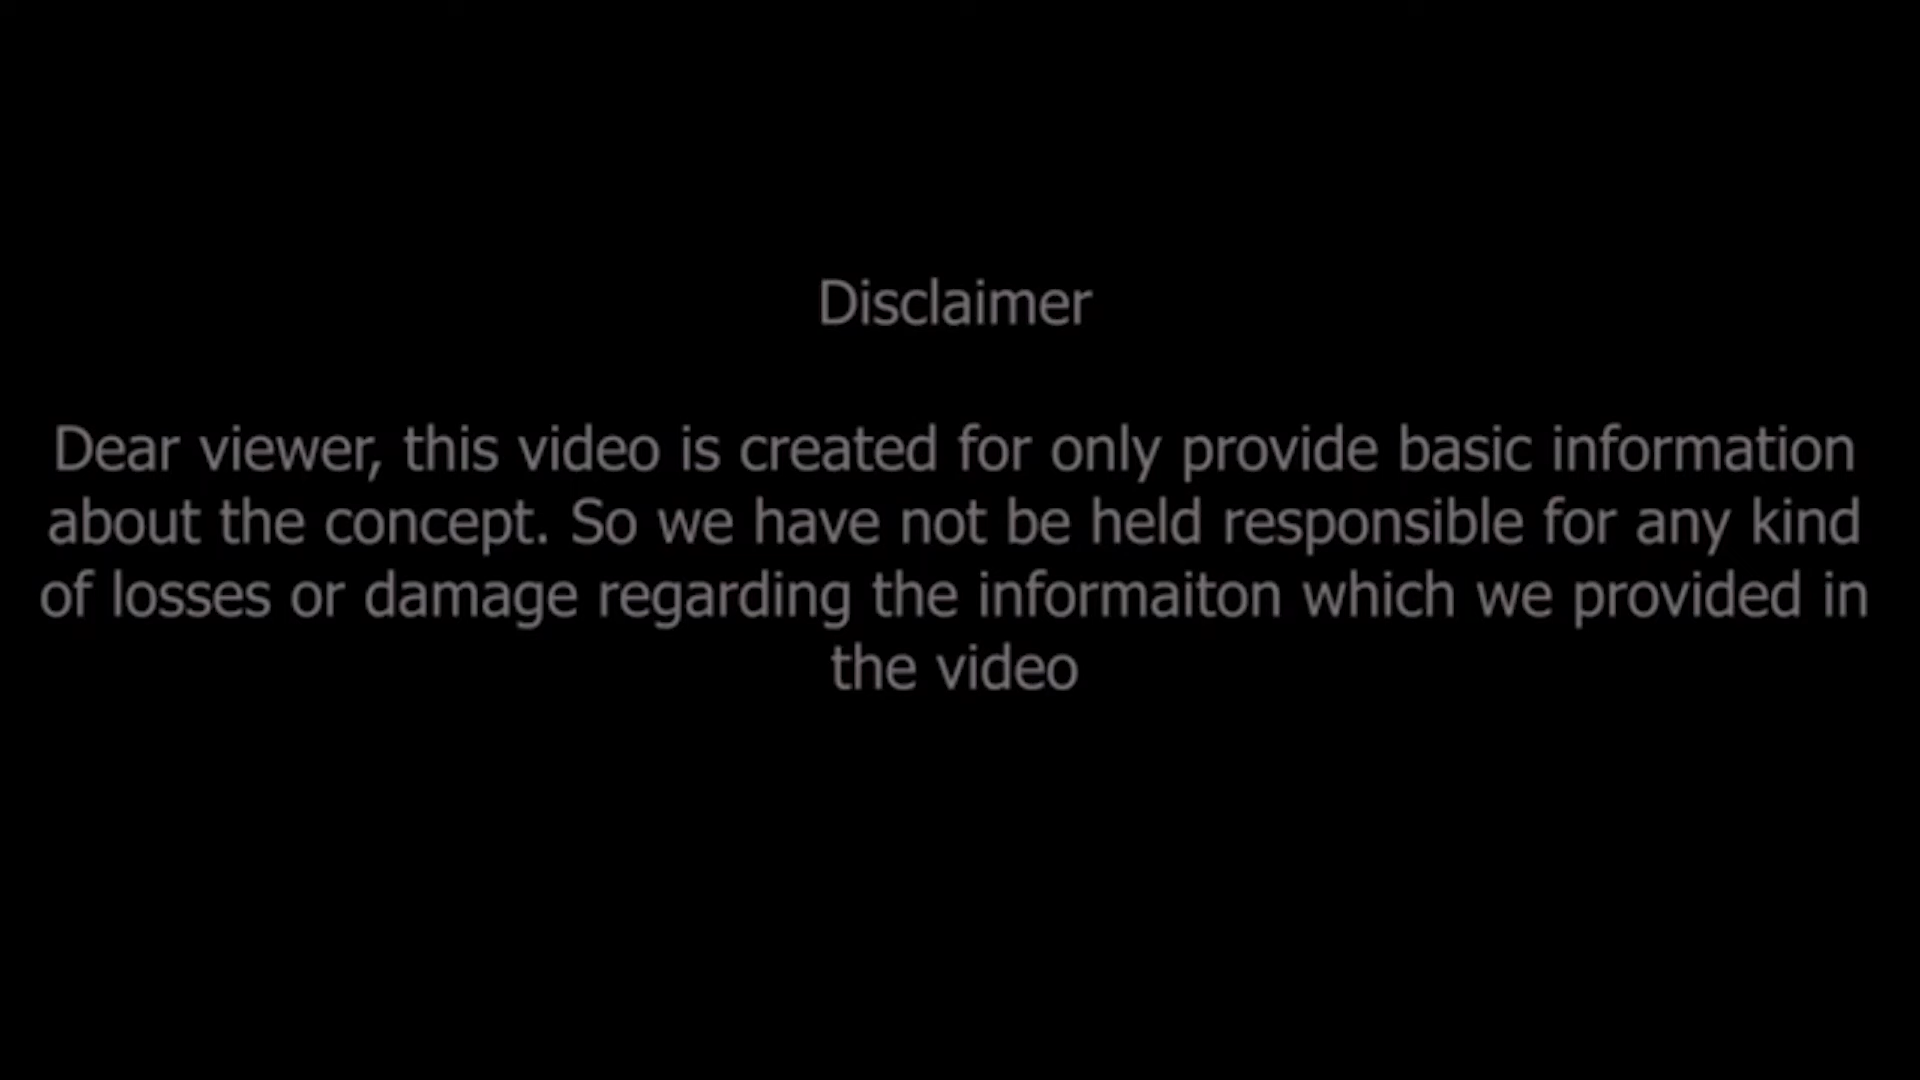 Disclaimer
Dear viewer, this video is created for only provide basic information
about the concept. So we have not be held responsible for any kind
of losses or damage regarding the informaiton which we provided in
the video